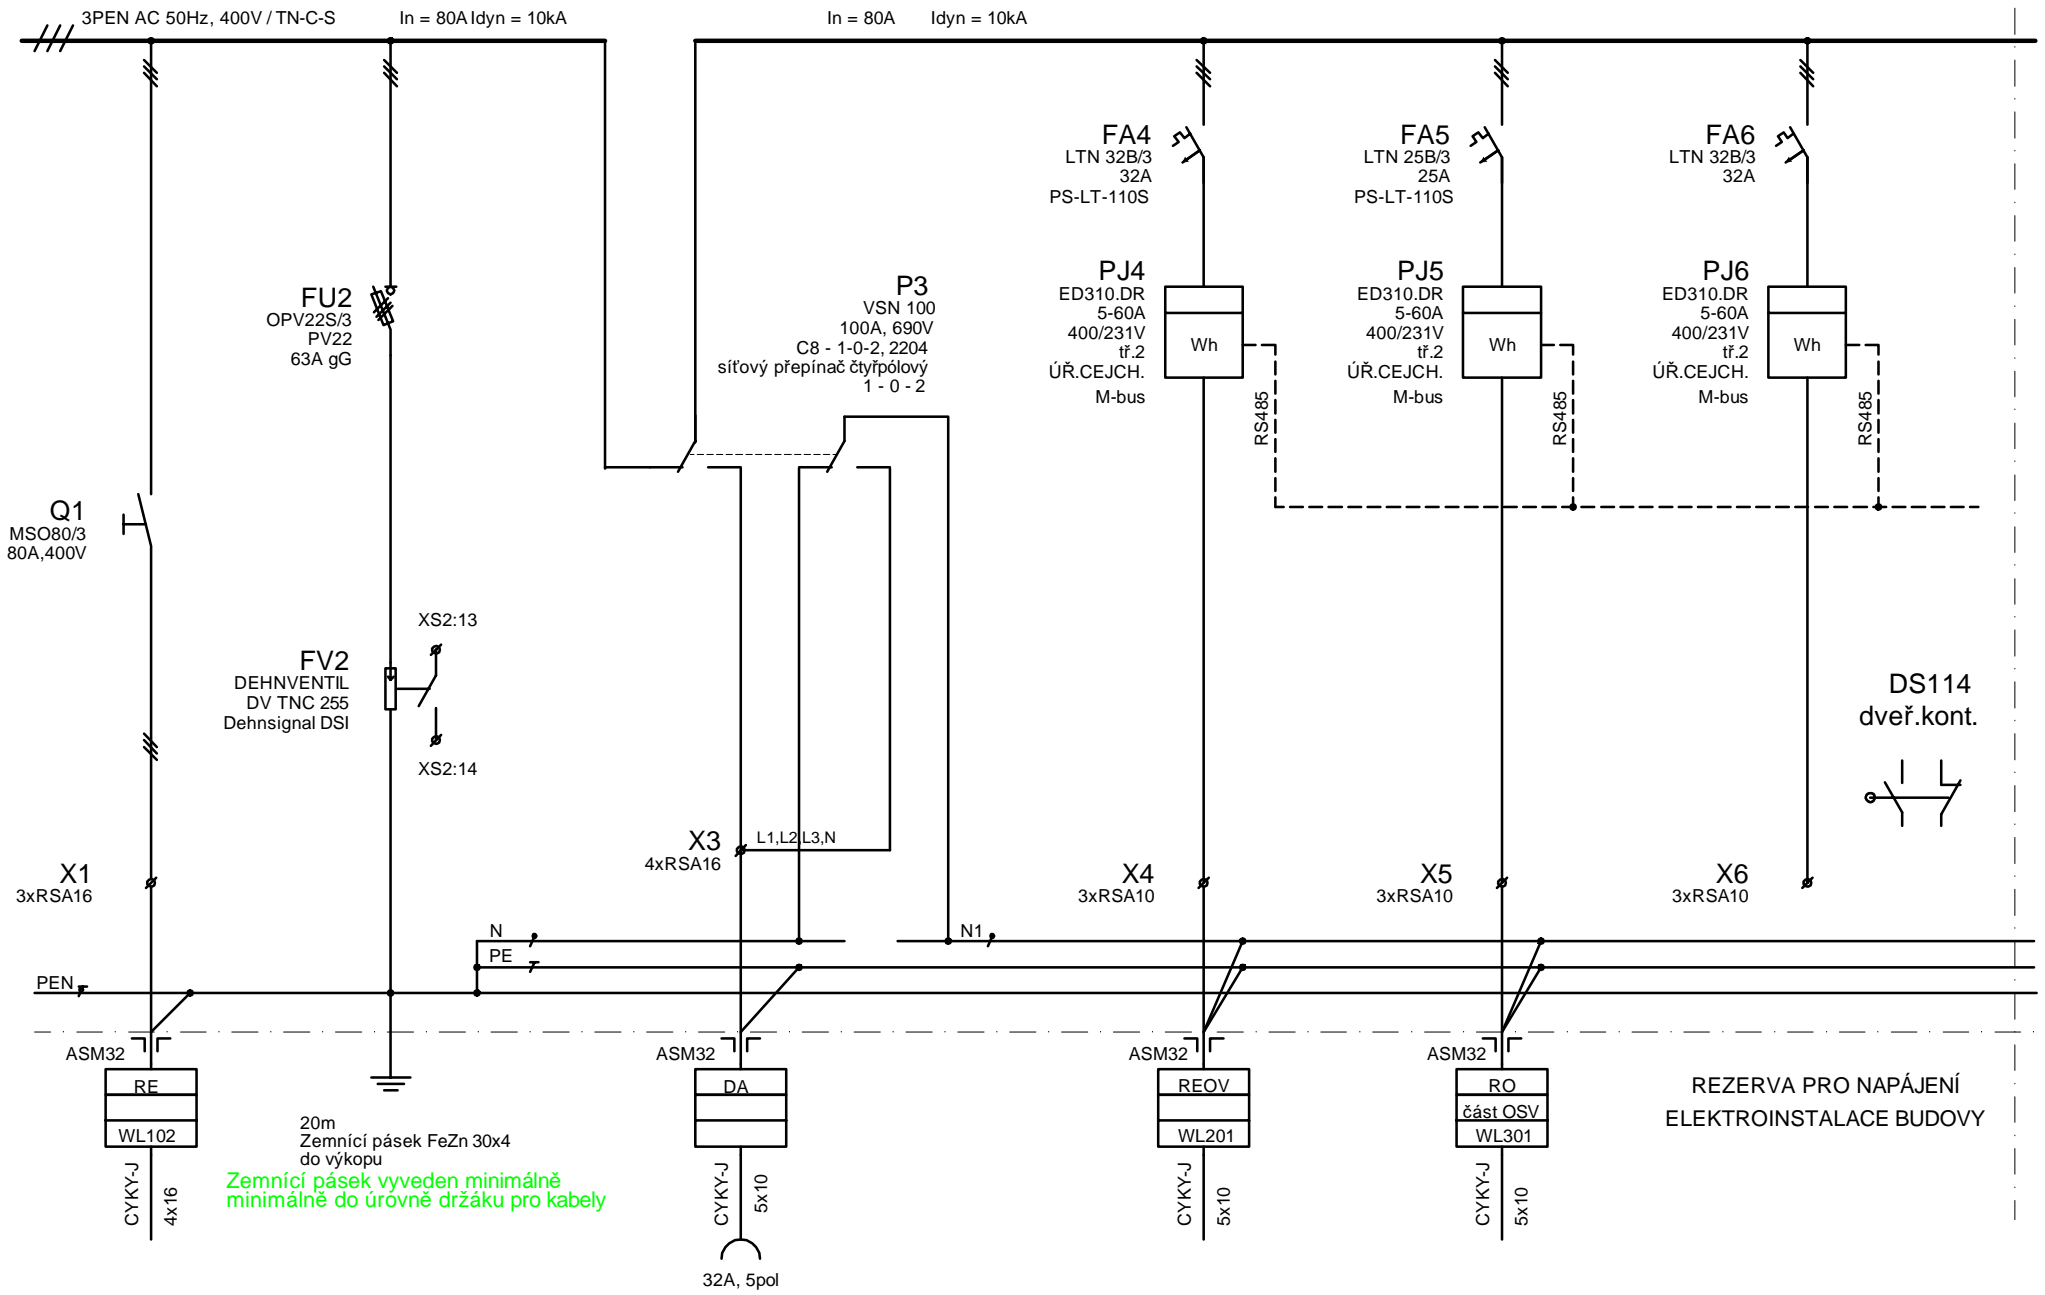 3PEN AC 50Hz, 400V / TN-C-S
In = 80A Idyn = 10kA
In = 80A Idyn = 10kA
FA4
LTN 32B/3
32A
PS-LT-110S
FA5
LTN 25B/3
25A
PS-LT-110S
FA6
LTN 32B/3
32A
FU2
OPV22S/3
PV22
63A gG
P3
VSN 100
100A, 690V
C8 - 1-0-2, 2204
síťový přepínač čtyřpólový
1 - 0 - 2
PJ4
ED310.DR
5-60A
400/231V
tř.2
ÚŘ.CEJCH.
M-bus
Wh
RS485
PJ5
ED310.DR
5-60A
400/231V
tř.2
ÚŘ.CEJCH.
M-bus
Wh
RS485
PJ6
ED310.DR
5-60A
400/231V
tř.2
ÚŘ.CEJCH.
M-bus
Wh
RS485
Q1
MSO80/3
80A,400V
XS2:13
FV2
DEHNVENTIL
DV TNC 255
Dehnsignal DSI
XS2:14
DS114
dveř.kont.
X1
3xRSA16
X3
4xRSA16
L1,L2,L3,N
X4
3xRSA10
X5
3xRSA10
X6
3xRSA10
N
N1
PE
PEN
ASM32
RE
WL102
CYKY-J
4x16
20m
Zemnící pásek FeZn 30x4
do výkopu
Zemnící pásek vyveden minimálně
minimálně do úrovně držáku pro kabely
ASM32
DA
CYKY-J
5x10
32A, 5pol
ASM32
REOV
WL201
CYKY-J
5x10
ASM32
RO
část OSV
WL301
CYKY-J
5x10
REZERVA PRO NAPÁJENÍ
ELEKTROINSTALACE BUDOVY